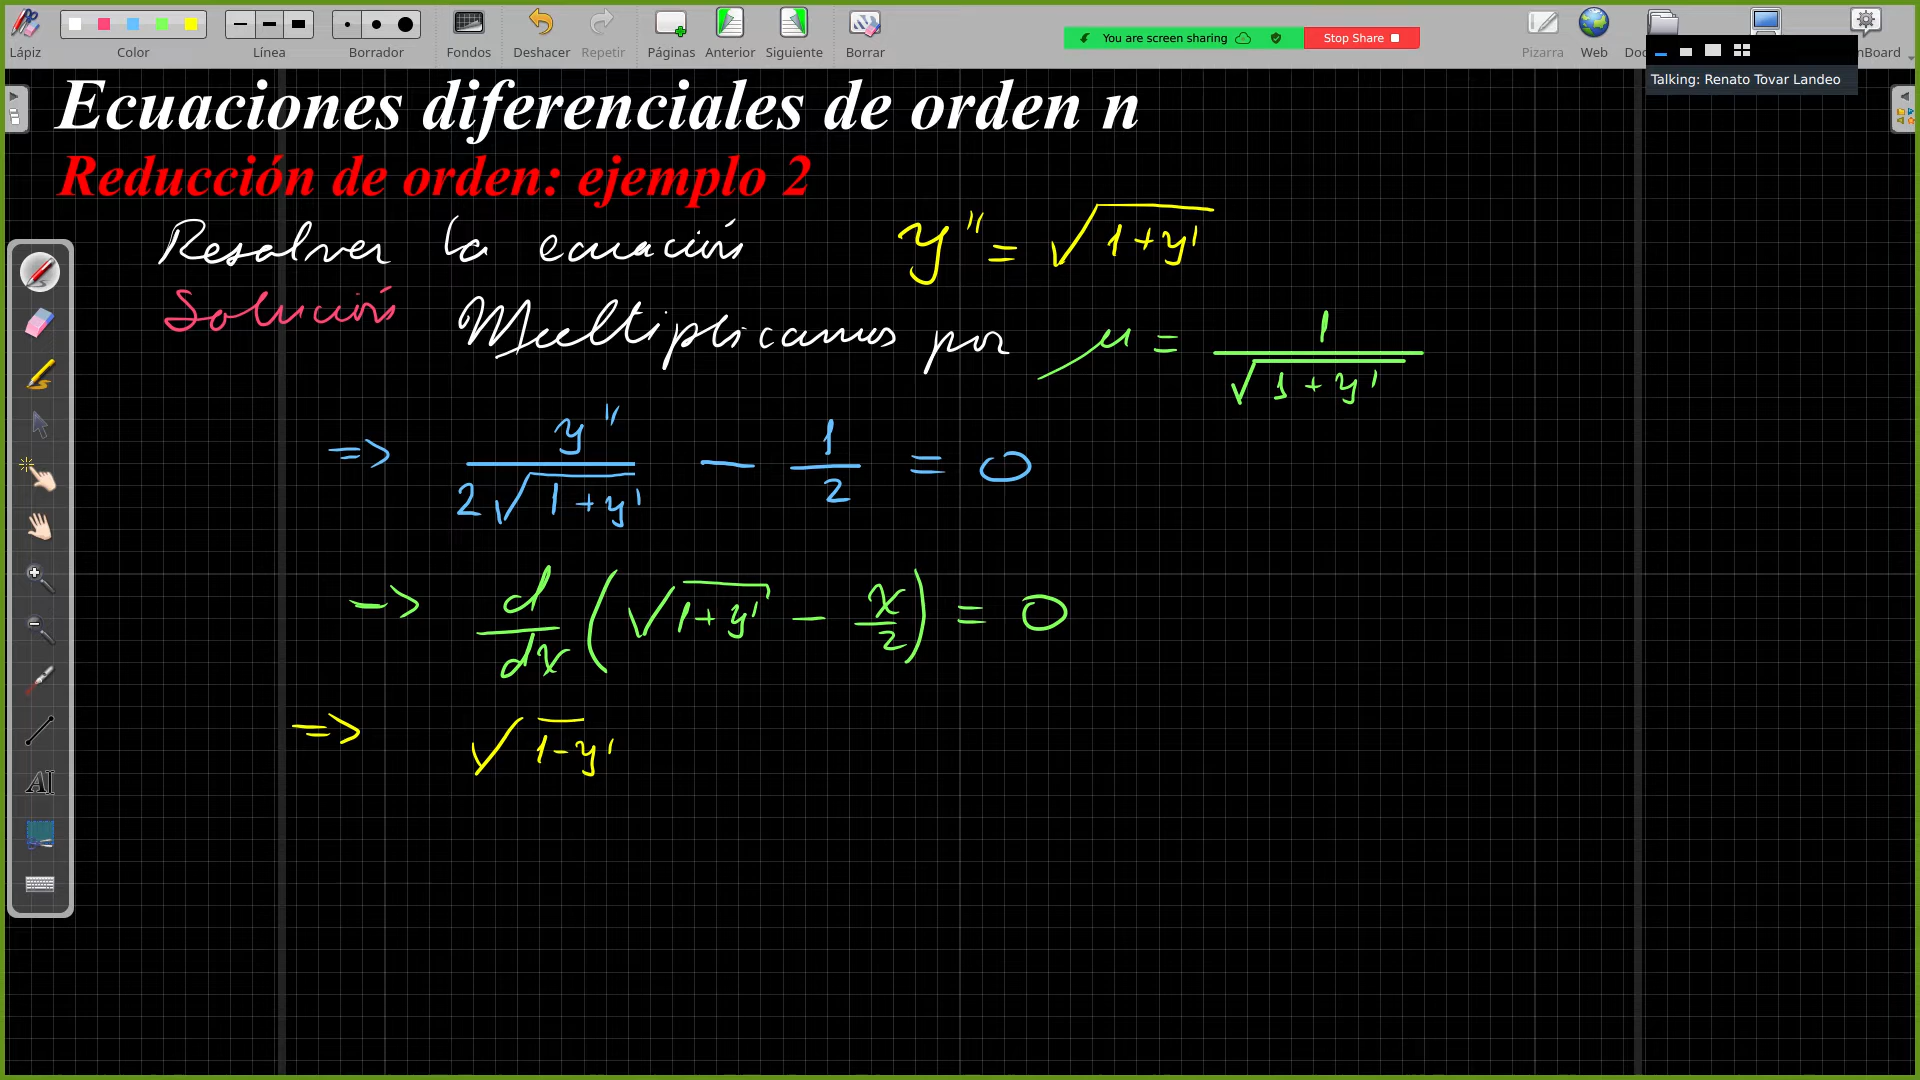 Lápiz Color Línea Borrador Fondos Deshacer Repetir Páginas Anterior Siguiente Borrar Pizarra Web
You are screen sharing Stop Share
Talking: Renato Tovar Landeo
Ecuaciones diferenciales de orden n
Reducción de orden: ejemplo 2
Resolver la ecuación y'' = √(1+y')
Solución Multiplicamos por μ = 1/√(1+y')
=> y''/(2√(1+y')) − 1/2 = 0
-> d/dx (√(1+y') − x/2) = 0
=> √(1-y'